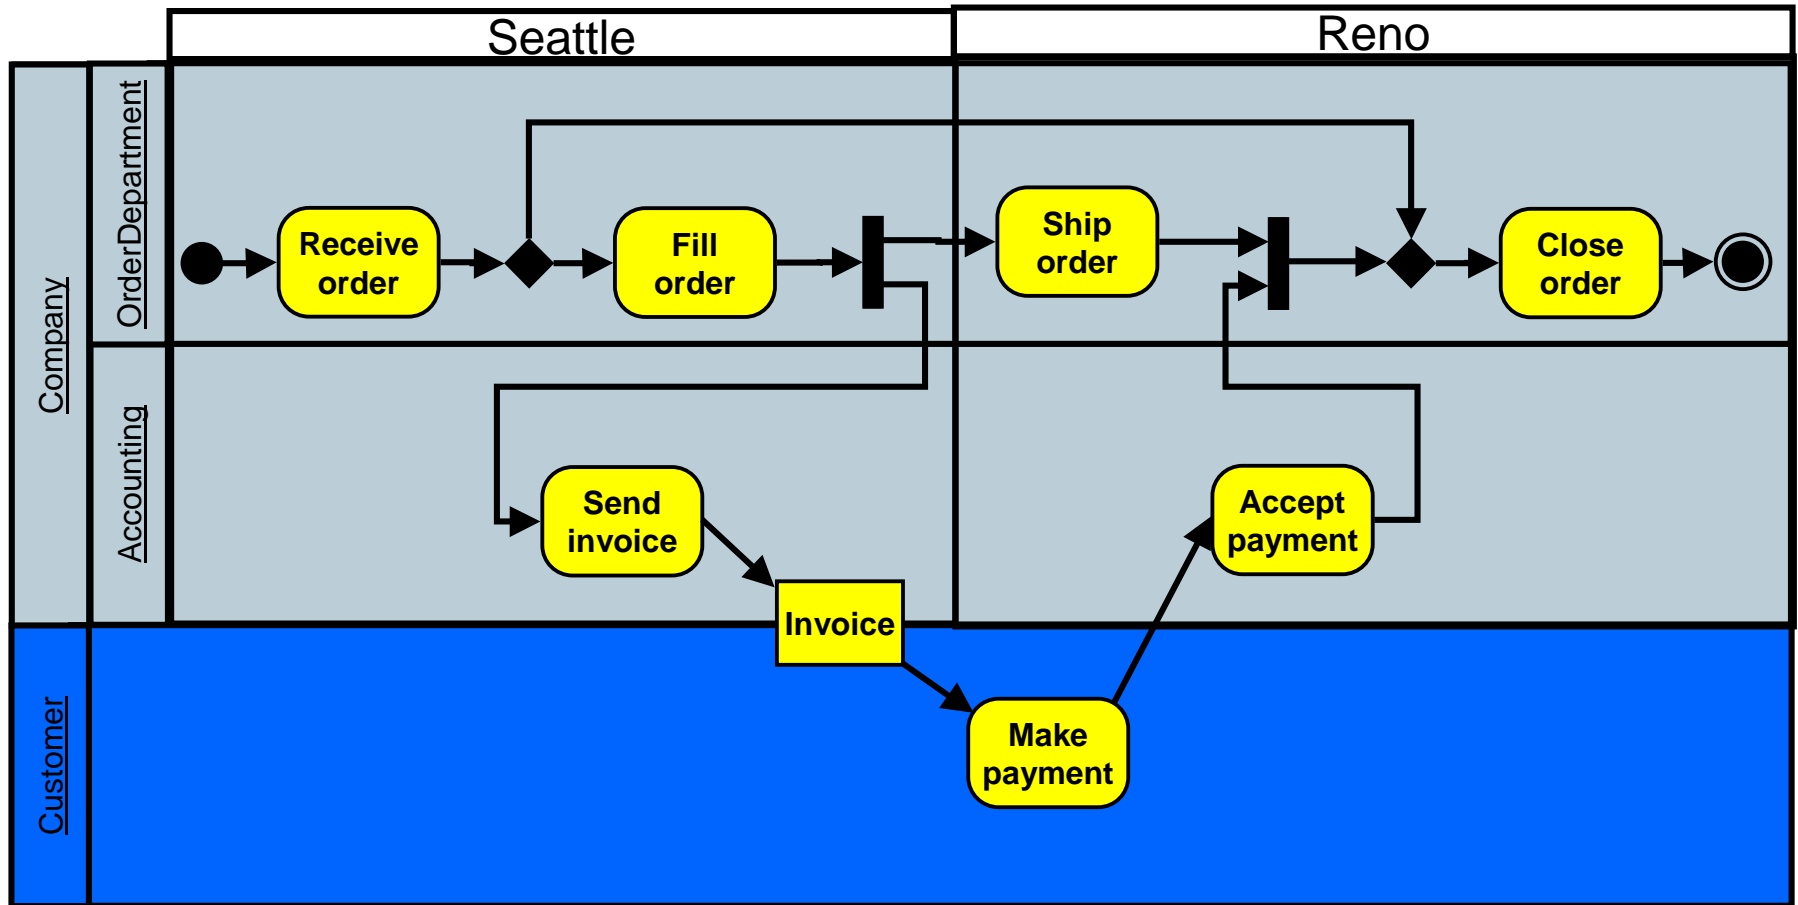 Seattle
Reno
Company
OrderDepartment
Receive
order
Fill
order
Ship
order
Close
order
Accounting
Send
invoice
Accept
payment
Invoice
Customer
Make
payment